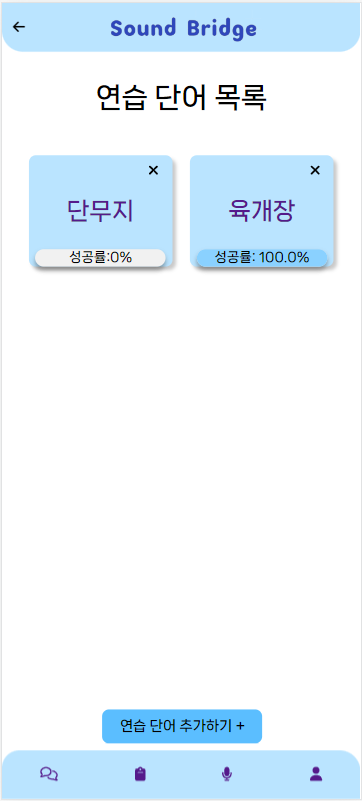 Sound Bridge
연습 단어 목록
단무지
성공률:0%
육개장
성공률: 100.0%
연습 단어 추가하기 +